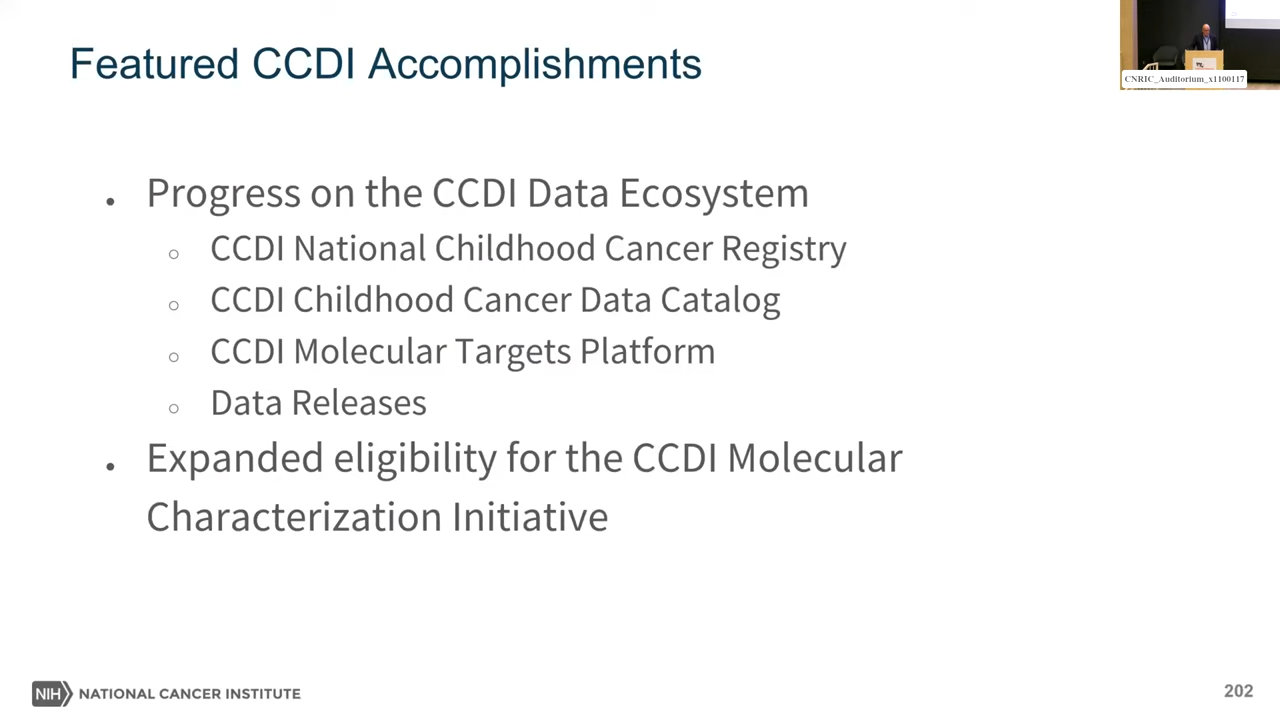 Featured CCDI Accomplishments
CNRIC_Auditorium_x1100117
• Progress on the CCDI Data Ecosystem
○ CCDI National Childhood Cancer Registry
○ CCDI Childhood Cancer Data Catalog
○ CCDI Molecular Targets Platform
○ Data Releases
• Expanded eligibility for the CCDI Molecular
Characterization Initiative
NIH NATIONAL CANCER INSTITUTE
202